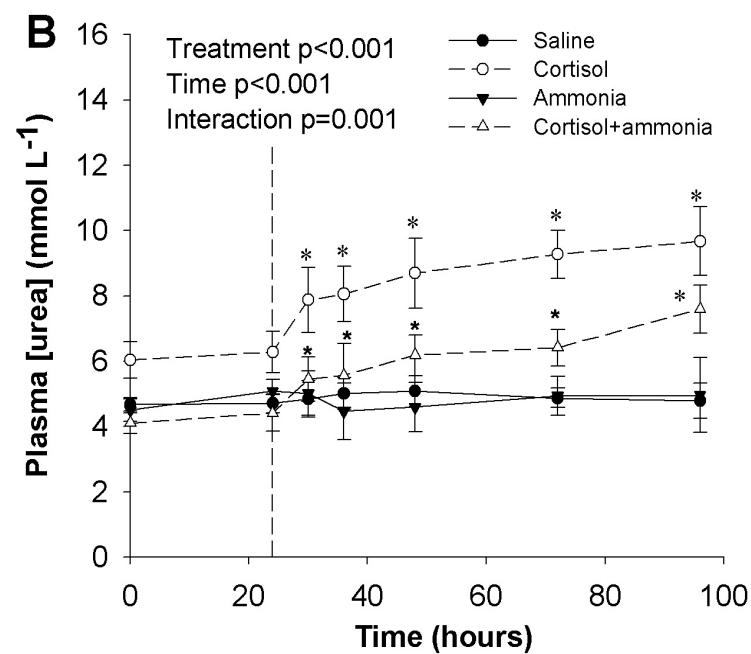 B
Treatment p<0.001
Time p<0.001
Interaction p=0.001
Saline
Cortisol
Ammonia
Cortisol+ammonia
Plasma [urea] (mmol L-1)
16
14
12
10
8
6
4
2
0
* * * * *
* * * * *
0 20 40 60 80 100
Time (hours)